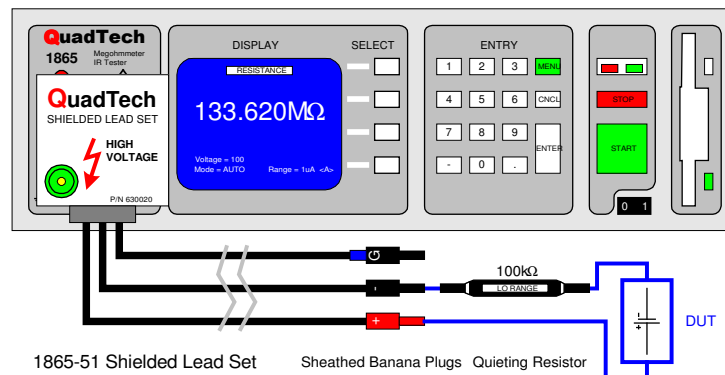 QuadTech
1865 Megohmmeter
IR Tester
QuadTech
SHIELDED LEAD SET
HIGH
VOLTAGE
P/N 630020
DISPLAY SELECT
RESISTANCE
133.620MΩ
Voltage = 100
Mode = AUTO Range = 1uA <A>
ENTRY
1 2 3 MENU
4 5 6 CNCL
7 8 9 ENTER
- 0 .
STOP
START
0 1
G
-
+
100kΩ
LO RANGE
+ -
DUT
1865-51 Shielded Lead Set Sheathed Banana Plugs Quieting Resistor